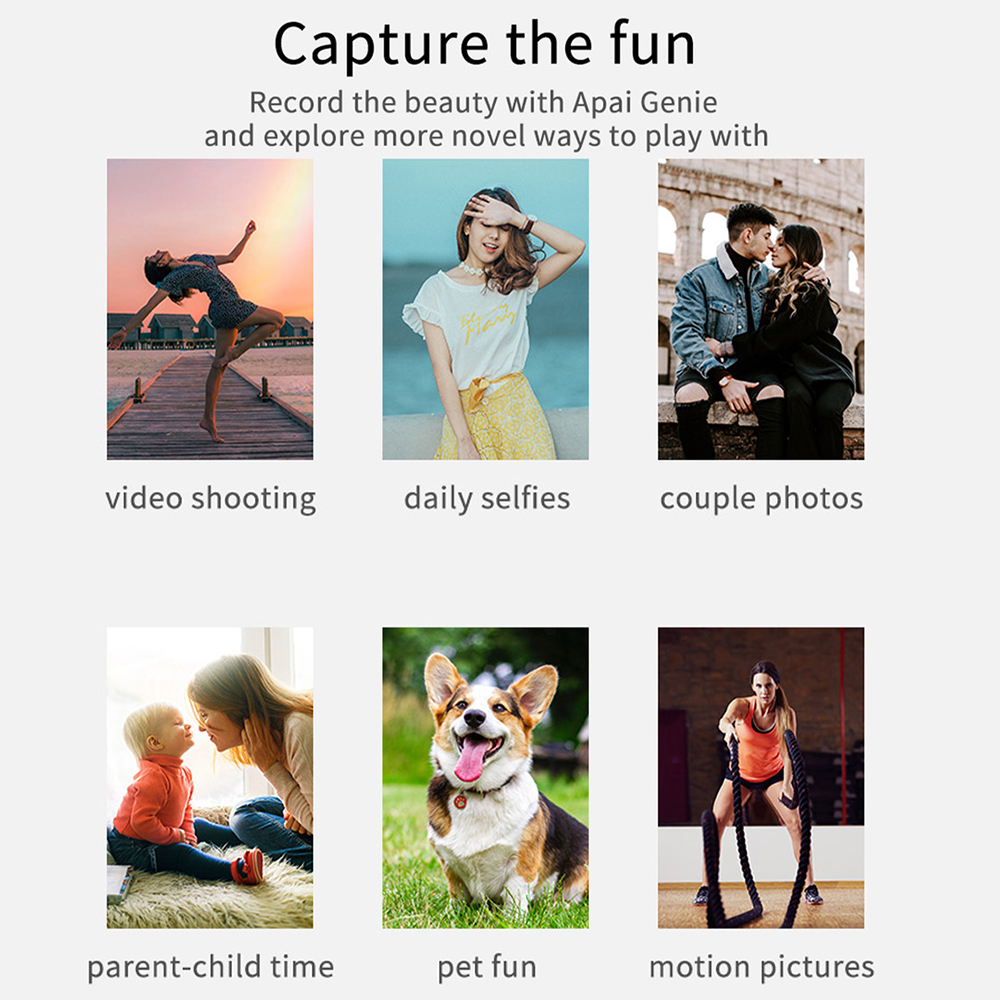 Capture the fun
Record the beauty with Apai Genie
and explore more novel ways to play with
video shooting
daily selfies
couple photos
parent-child time
pet fun
motion pictures